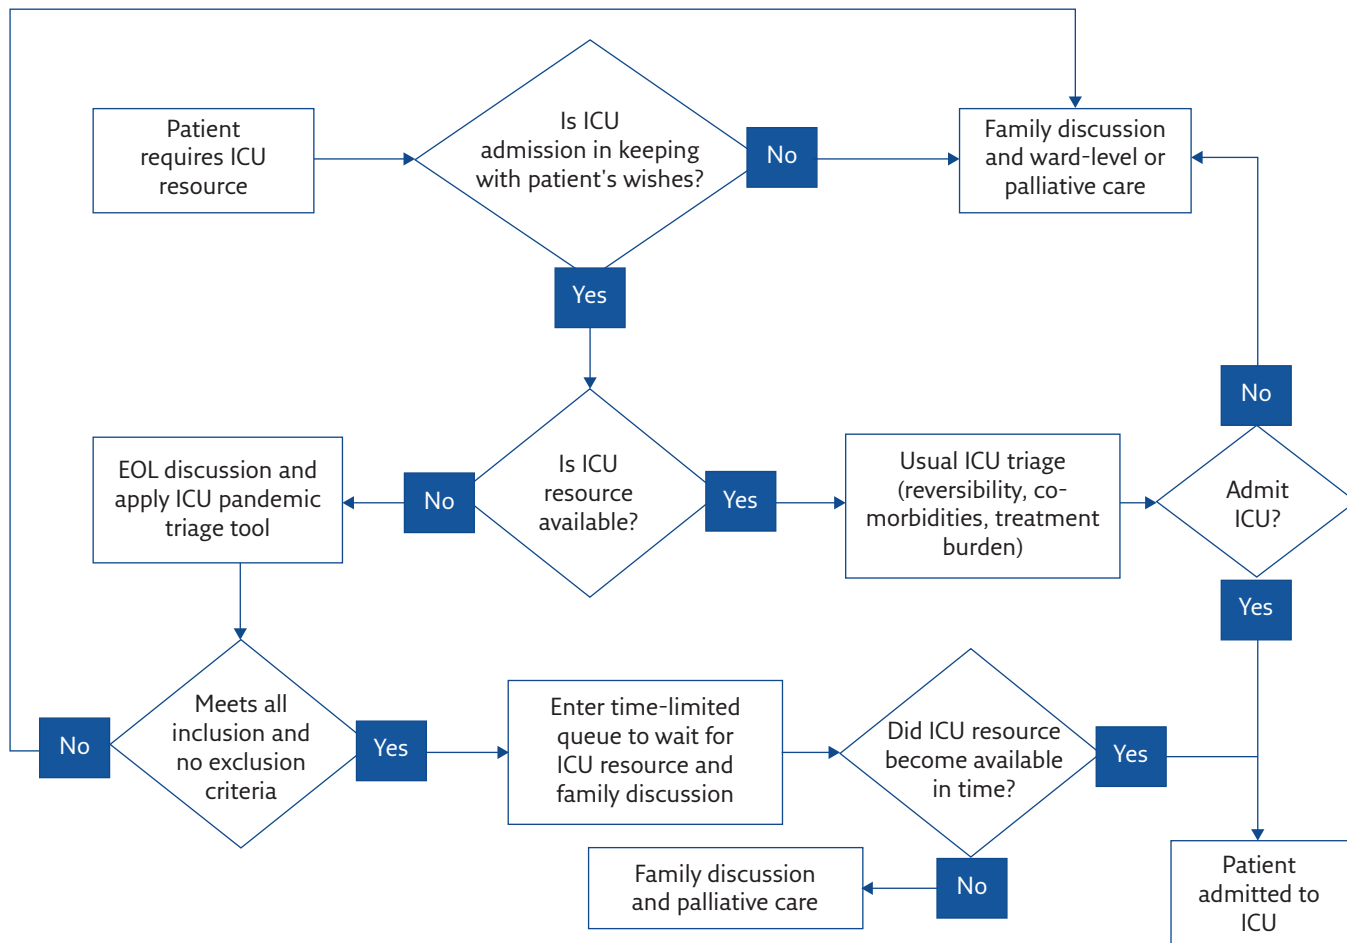 Patient
requires ICU
resource
Is ICU
admission in keeping
with patient's wishes?
No
Family discussion
and ward-level or
palliative care
Yes
No
EOL discussion and
apply ICU pandemic
triage tool
No
Is ICU
resource
available?
Yes
Usual ICU triage
(reversibility, co-
morbidities, treatment
burden)
Admit
ICU?
Yes
No
Meets all
inclusion and
no exclusion
criteria
Yes
Enter time-limited
queue to wait for
ICU resource and
family discussion
Did ICU resource
become available
in time?
Yes
Family discussion
and palliative care
No
Patient
admitted to
ICU